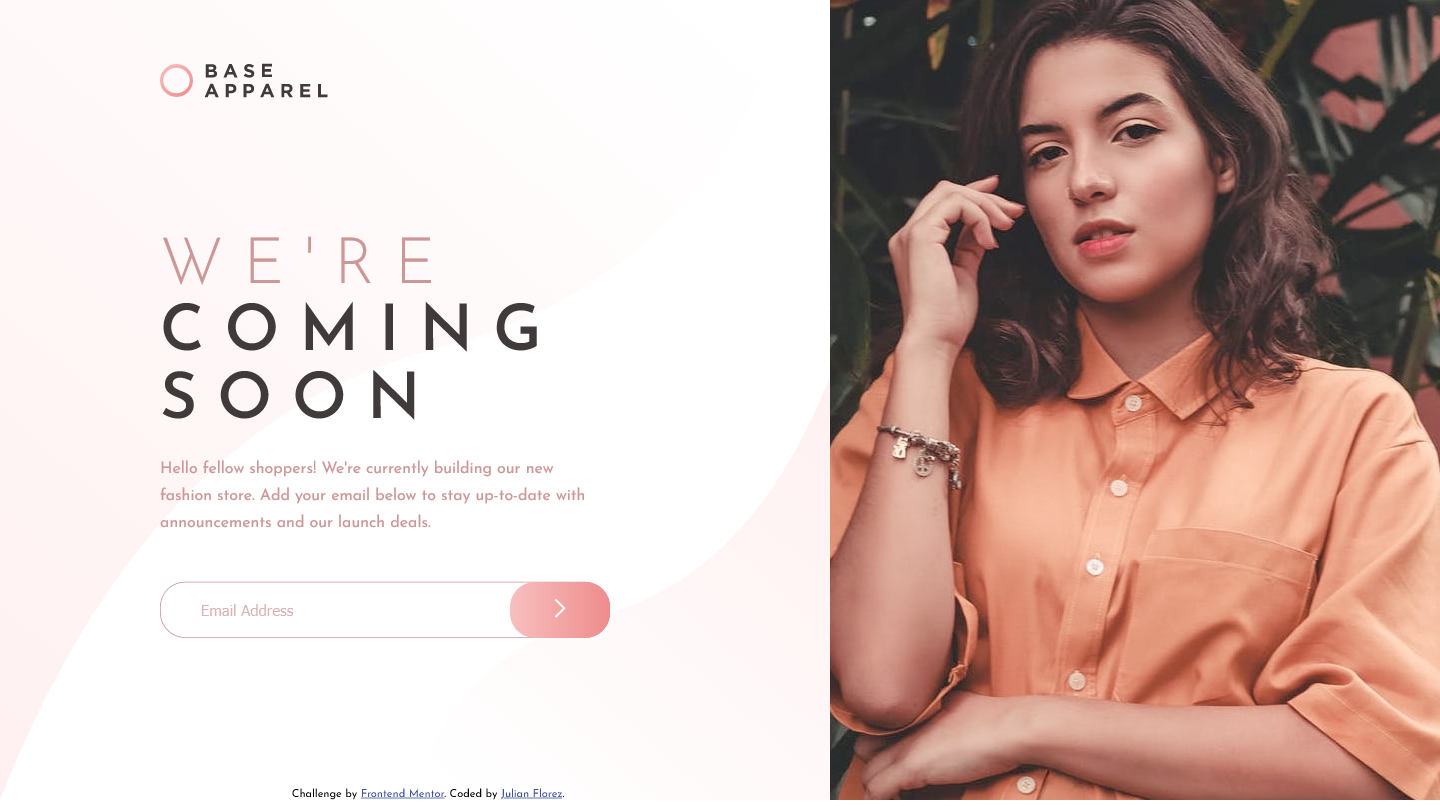 BASE
APPAREL
WE'RE
COMING
SOON
Hello fellow shoppers! We're currently building our new
fashion store. Add your email below to stay up-to-date with
announcements and our launch deals.
Email Address
Challenge by Frontend Mentor. Coded by Julian Florez.